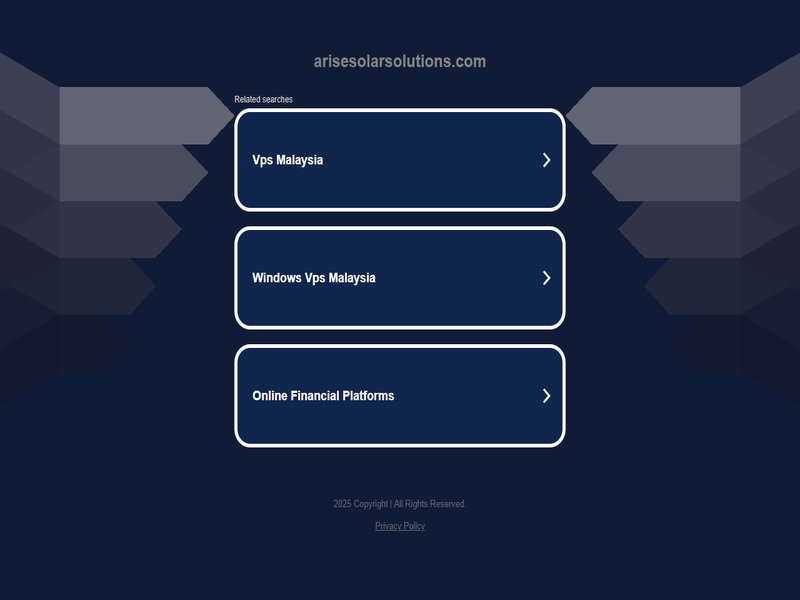 arisesolarsolutions.com
Related searches
Vps Malaysia
Windows Vps Malaysia
Online Financial Platforms
2025 Copyright | All Rights Reserved.
Privacy Policy